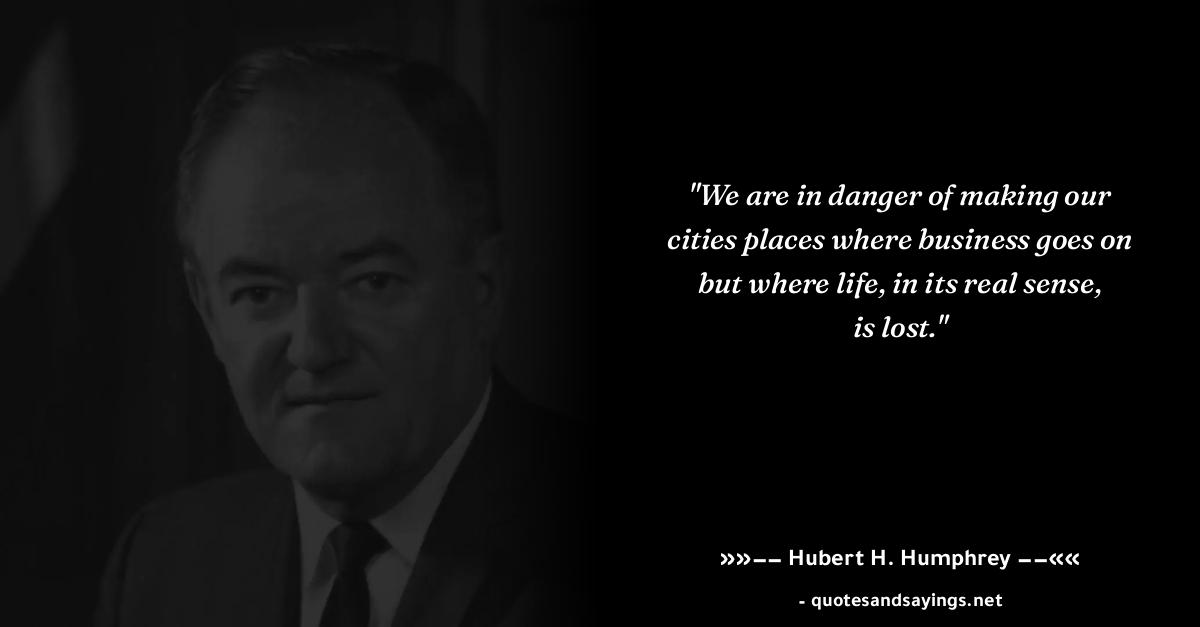 "We are in danger of making our
cities places where business goes on
but where life, in its real sense,
is lost."
»»–– Hubert H. Humphrey ––««
- quotesandsayings.net